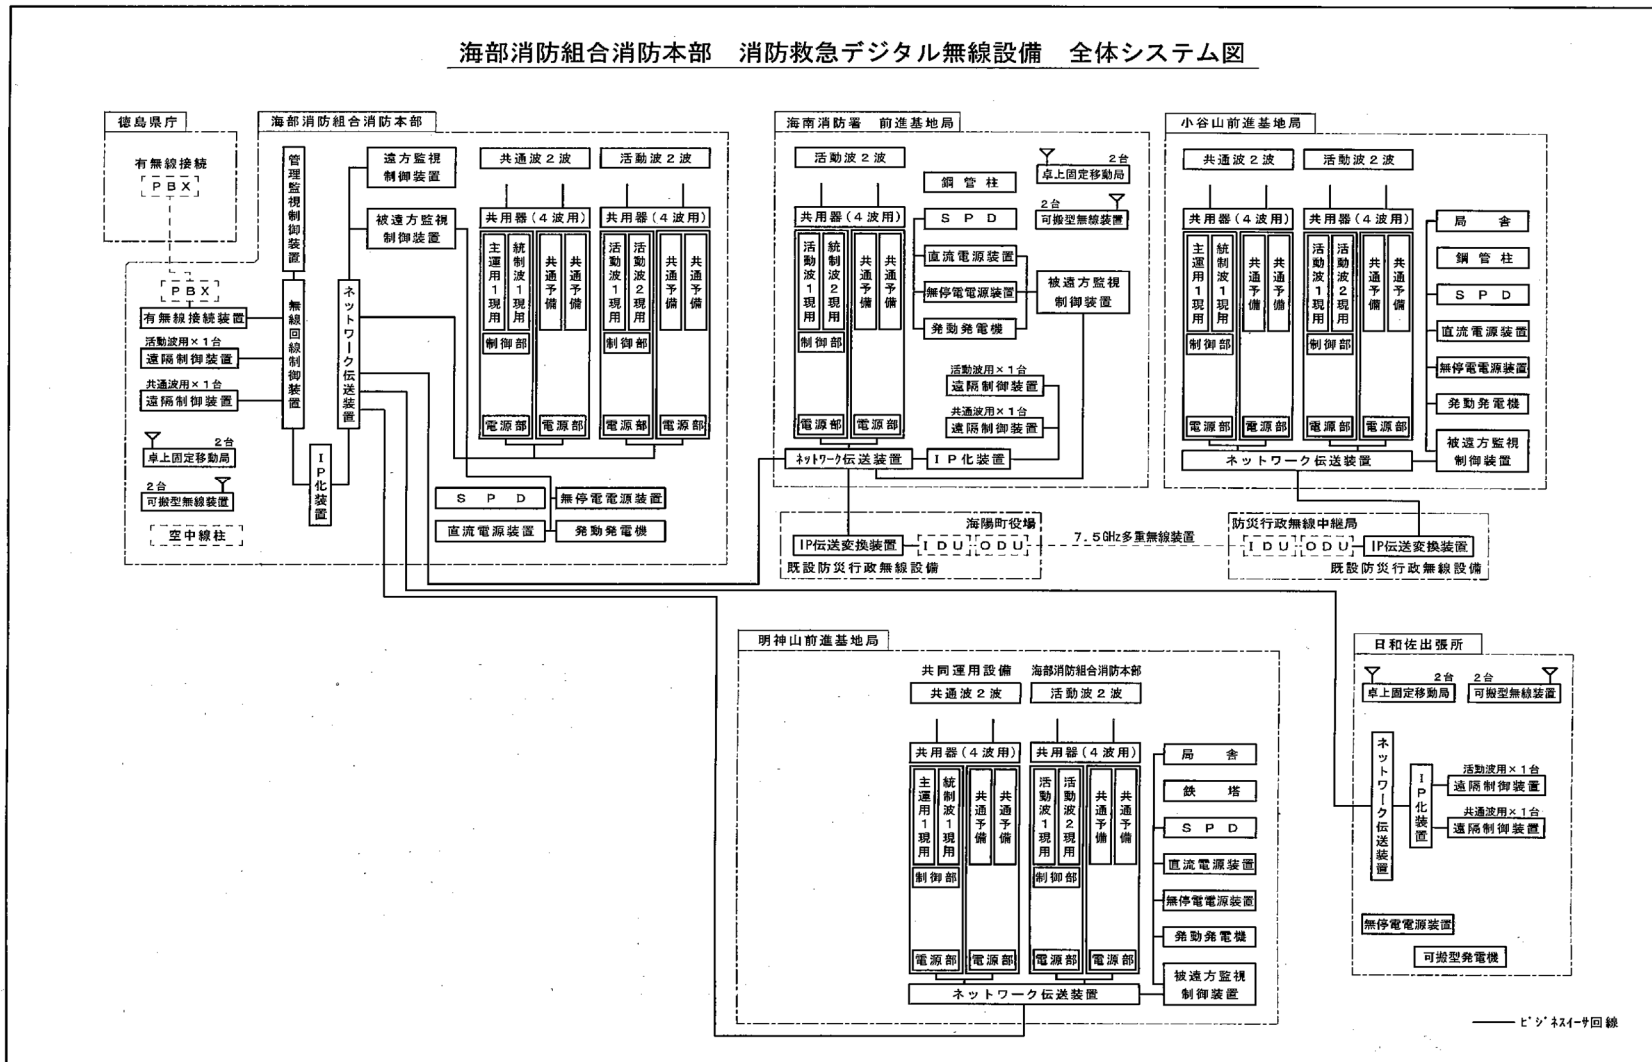 海部消防組合消防本部 消防救急デジタル無線設備 全体システム図
徳島県庁
有無線接続
PBX
海部消防組合消防本部
管理監視制御装置
遠方監視
制御装置
被遠方監視
制御装置
共通波2波
活動波2波
共用器(4波用)
共用器(4波用)
主運用1現用
統制波1現用
共通予備
共通予備
制御部
電源部
電源部
活動波1現用
活動波2現用
共通予備
共通予備
制御部
電源部
電源部
PBX
有無線接続装置
活動波用×1台
遠隔制御装置
共通波用×1台
遠隔制御装置
無線回線制御装置
ネットワーク伝送装置
IP化装置
2台
卓上固定移動局
2台
可搬型無線装置
空中線柱
SPD
無停電電源装置
直流電源装置
発動発電機
海南消防署 前進基地局
活動波2波
共用器(4波用)
活動波1現用
統制波2現用
共通予備
共通予備
制御部
電源部
電源部
ネットワーク伝送装置
IP化装置
鋼管柱
SPD
直流電源装置
無停電電源装置
発動発電機
2台
卓上固定移動局
2台
可搬型無線装置
被遠方監視
制御装置
活動波用×1台
遠隔制御装置
共通波用×1台
遠隔制御装置
小谷山前進基地局
共通波2波
活動波2波
共用器(4波用)
共用器(4波用)
主運用1現用
統制波1現用
共通予備
共通予備
制御部
電源部
電源部
活動波1現用
活動波2現用
共通予備
共通予備
制御部
電源部
電源部
ネットワーク伝送装置
局舎
鋼管柱
SPD
直流電源装置
無停電電源装置
発動発電機
被遠方監視
制御装置
海陽町役場
IP伝送変換装置
IDU
ODU
既設防災行政無線設備
7.5GHz多重無線装置
防災行政無線中継局
IDU
ODU
IP伝送変換装置
既設防災行政無線設備
明神山前進基地局
共同運用設備
海部消防組合消防本部
共通波2波
活動波2波
共用器(4波用)
共用器(4波用)
主運用1現用
統制波1現用
共通予備
共通予備
制御部
電源部
電源部
活動波1現用
活動波2現用
共通予備
共通予備
制御部
電源部
電源部
ネットワーク伝送装置
局舎
鉄塔
SPD
直流電源装置
無停電電源装置
発動発電機
被遠方監視
制御装置
日和佐出張所
2台
卓上固定移動局
2台
可搬型無線装置
ネットワーク伝送装置
IP化装置
活動波用×1台
遠隔制御装置
共通波用×1台
遠隔制御装置
無停電電源装置
可搬型発電機
ビジネスイーサ回線